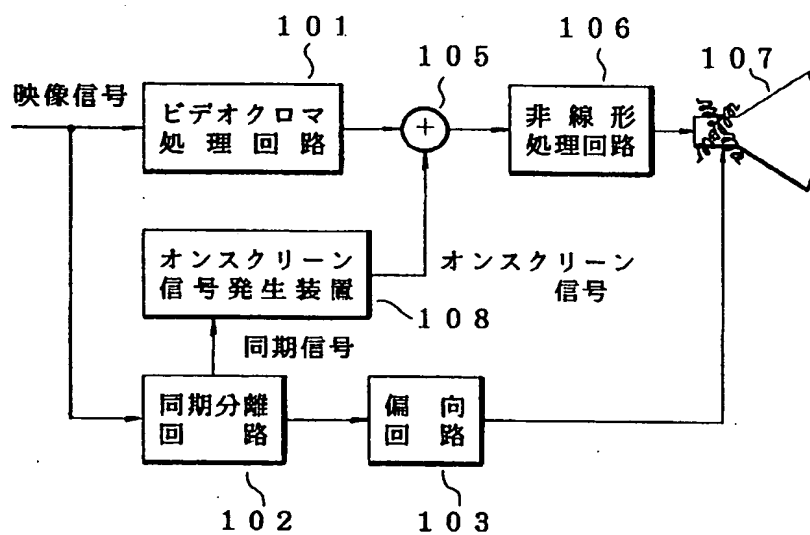 101
106
105
107
映像信号
ビデオクロマ
処理回路
+
非線形
処理回路
オンスクリーン
信号発生装置
オンスクリーン
信号
108
同期信号
同期分離
回路
偏向
回路
102
103